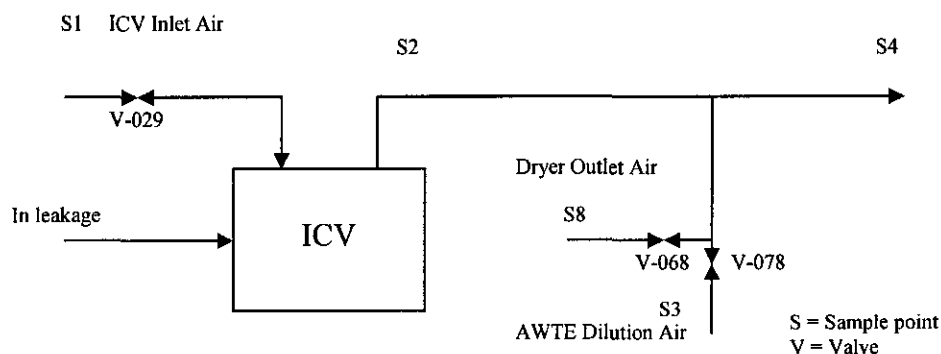 S1 ICV Inlet Air
S2
S4
V-029
Dryer Outlet Air
In leakage
ICV
S8
V-068
V-078
S3
AWTE Dilution Air
S = Sample point
V = Valve